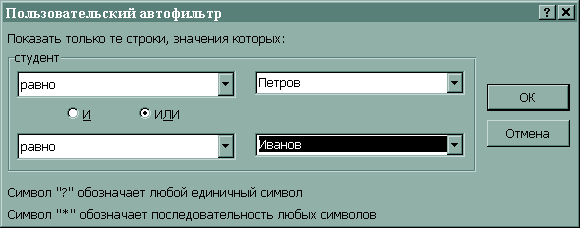 Пользовательский автофильтр
Показать только те строки, значения которых:
студент
равно Петров
И ИЛИ
равно Иванов
ОК
Отмена
Символ "?" обозначает любой единичный символ
Символ "*" обозначает последовательность любых символов